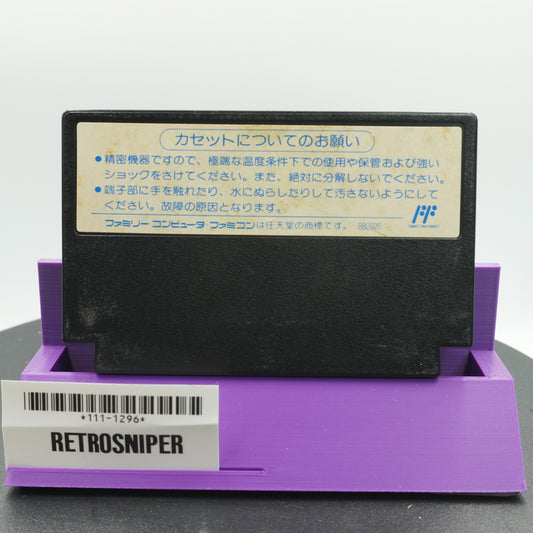 カセットについてのお願い
●精密機器ですので、極端な温度条件下での使用や保管および強い
ショックをさけてください。また、絶対に分解しないでください。
●端子部に手を触れたり、水にぬらしたりして汚さないようにして
ください。故障の原因となります。
ファミリー コンピュータ・ファミコンは任天堂の商標です。 880920
FF
FAMICOM FAMILY
*111-1296*
RETROSNIPER